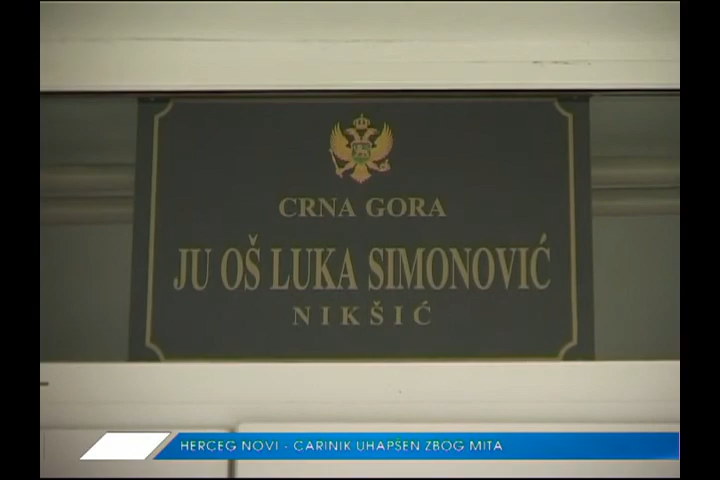 CRNA GORA
JU OŠ LUKA SIMONOVIĆ
NIKŠIĆ
HERCEG NOVI - CARINIK UHAPŠEN ZBOG MITA